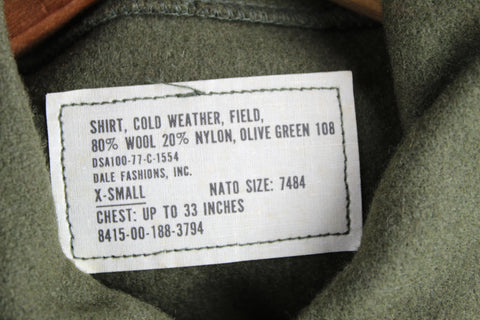 SHIRT, COLD WEATHER, FIELD,
80% WOOL 20% NYLON, OLIVE GREEN 108
DSA100-77-C-1554
DALE FASHIONS, INC.
X-SMALL NATO SIZE: 7484
CHEST: UP TO 33 INCHES
8415-00-188-3794